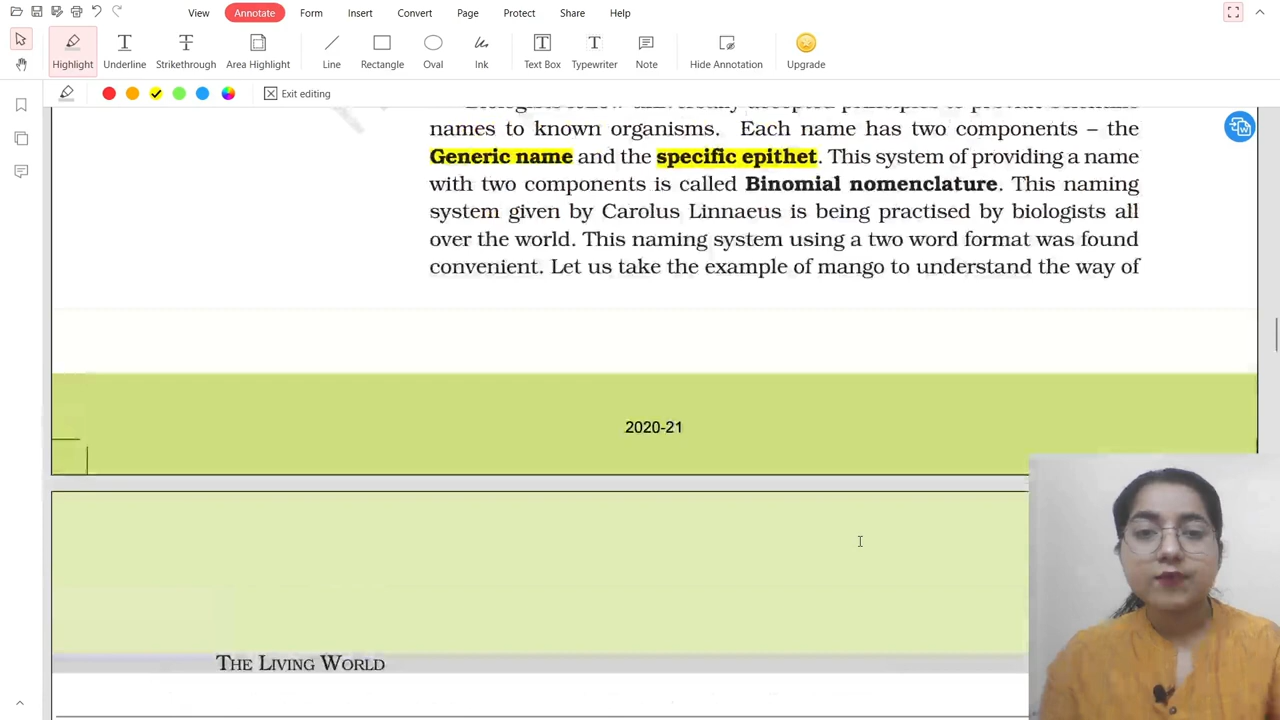 View Annotate Form Insert Convert Page Protect Share Help
Highlight Underline Strikethrough Area Highlight Line Rectangle Oval Ink Text Box Typewriter Note Hide Annotation Upgrade
Exit editing
names to known organisms. Each name has two components – the
Generic name and the specific epithet. This system of providing a name
with two components is called Binomial nomenclature. This naming
system given by Carolus Linnaeus is being practised by biologists all
over the world. This naming system using a two word format was found
convenient. Let us take the example of mango to understand the way of
2020-21
THE LIVING WORLD